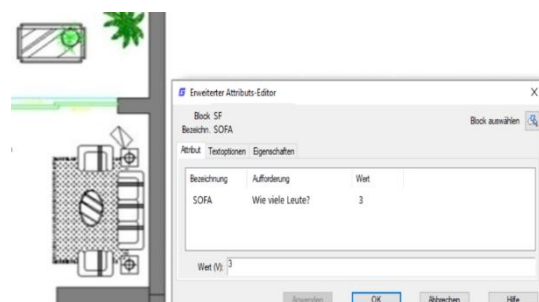 Erweiterter Attributs-Editor X
Block SF
Block auswählen
Bezeichn. SOFA
Attribut Textoptionen Eigenschaften
Bezeichnung Aufforderung Wert
SOFA Wie viele Leute? 3
Wert (V): 3
Anwenden OK Abbrechen Hilfe